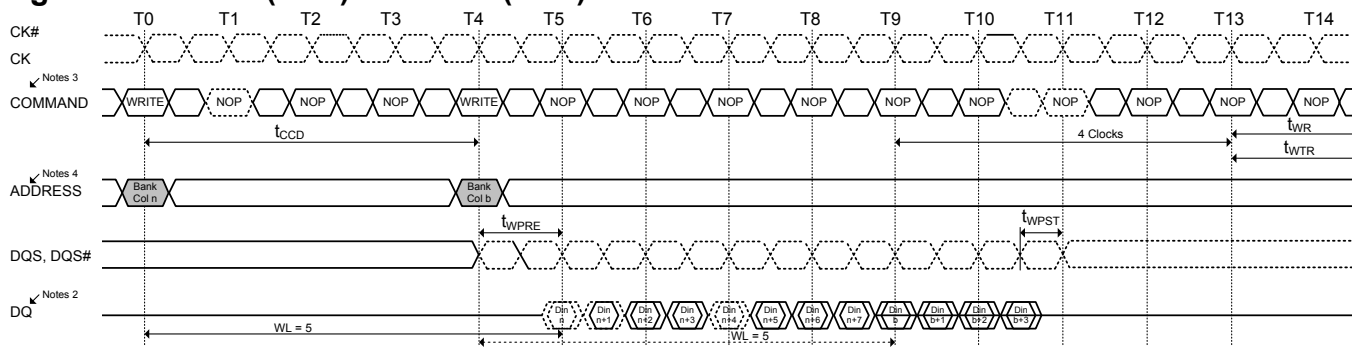 T0 T1 T2 T3 T4 T5 T6 T7 T8 T9 T10 T11 T12 T13 T14
CK#
CK
Notes 3
COMMAND WRITE NOP NOP NOP WRITE NOP NOP NOP NOP NOP NOP NOP NOP NOP NOP
tCCD 4 Clocks tWR
tWTR
Notes 4
ADDRESS Bank Col n Bank Col b
tWPRE tWPST
DQS, DQS#
Notes 2
DQ Din n Din n+1 Din n+2 Din n+3 Din n+4 Din n+5 Din n+6 Din n+7 Din b Din b+1 Din b+2 Din b+3
WL = 5 WL = 5